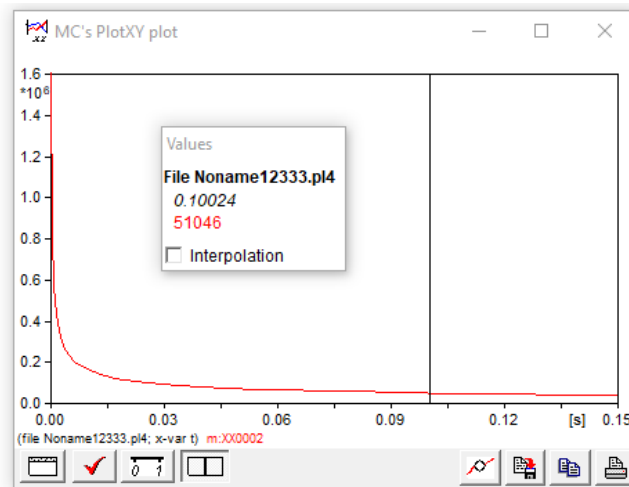 MC's PlotXY plot
1.6
*10⁶
1.4
1.2
1.0
0.8
0.6
0.4
0.2
0.0
Values
File Noname12333.pl4
0.10024
51046
Interpolation
0.00 0.03 0.06 0.09 0.12 [s] 0.15
(file Noname12333.pl4; x-var t) m:XX0002
0 1